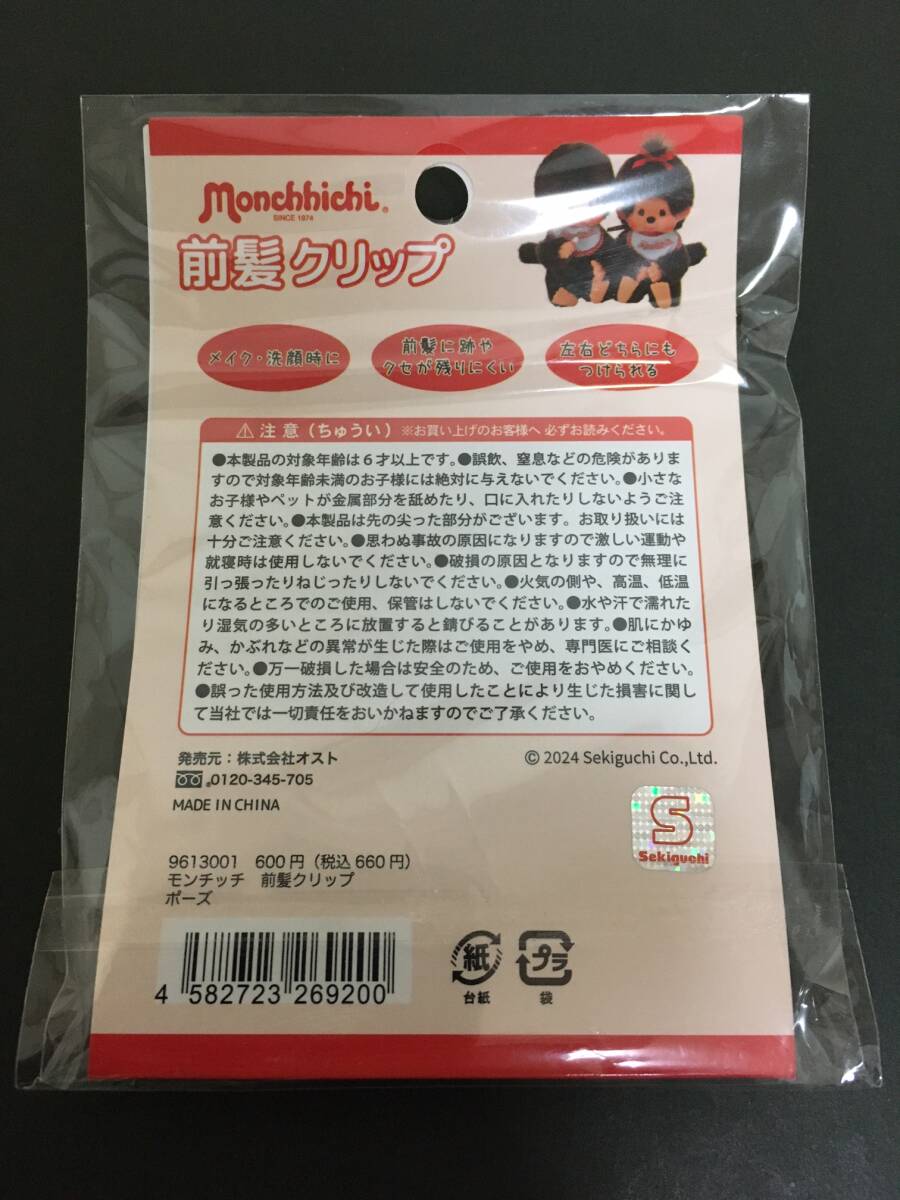 Monchhichi®
SINCE 1974
前髪クリップ
メイク・洗顔時に
前髪に跡や
クセが残りにくい
左右どちらにも
つけられる
⚠注意(ちゅうい) ※お買い上げのお客様へ 必ずお読みください。
●本製品の対象年齢は6才以上です。●誤飲、窒息などの危険がありま
すので対象年齢未満のお子様には絶対に与えないでください。●小さな
お子様やペットが金属部分を舐めたり、口に入れたりしないようご注
意ください。●本製品は先の尖った部分がございます。お取り扱いには
十分ご注意ください。●思わぬ事故の原因になりますので激しい運動や
就寝時は使用しないでください。●破損の原因となりますので無理に
引っ張ったりねじったりしないでください。●火気の側や、高温、低温
になるところでのご使用、保管はしないでください。●水や汗で濡れた
り湿気の多いところに放置すると錆びることがあります。●肌にかゆ
み、かぶれなどの異常が生じた際はご使用をやめ、専門医にご相談く
ださい。●万一破損した場合は安全のため、ご使用をおやめください。
●誤った使用方法及び改造して使用したことにより生じた損害に関し
て当社では一切責任をおいかねますのでご了承ください。
発売元:株式会社オスト
0120-345-705
MADE IN CHINA
© 2024 Sekiguchi Co.,Ltd.
S
Sekiguchi
9613001 600円(税込660円)
モンチッチ 前髪クリップ
ポーズ
4 582723 269200
紙
台紙
プラ
袋